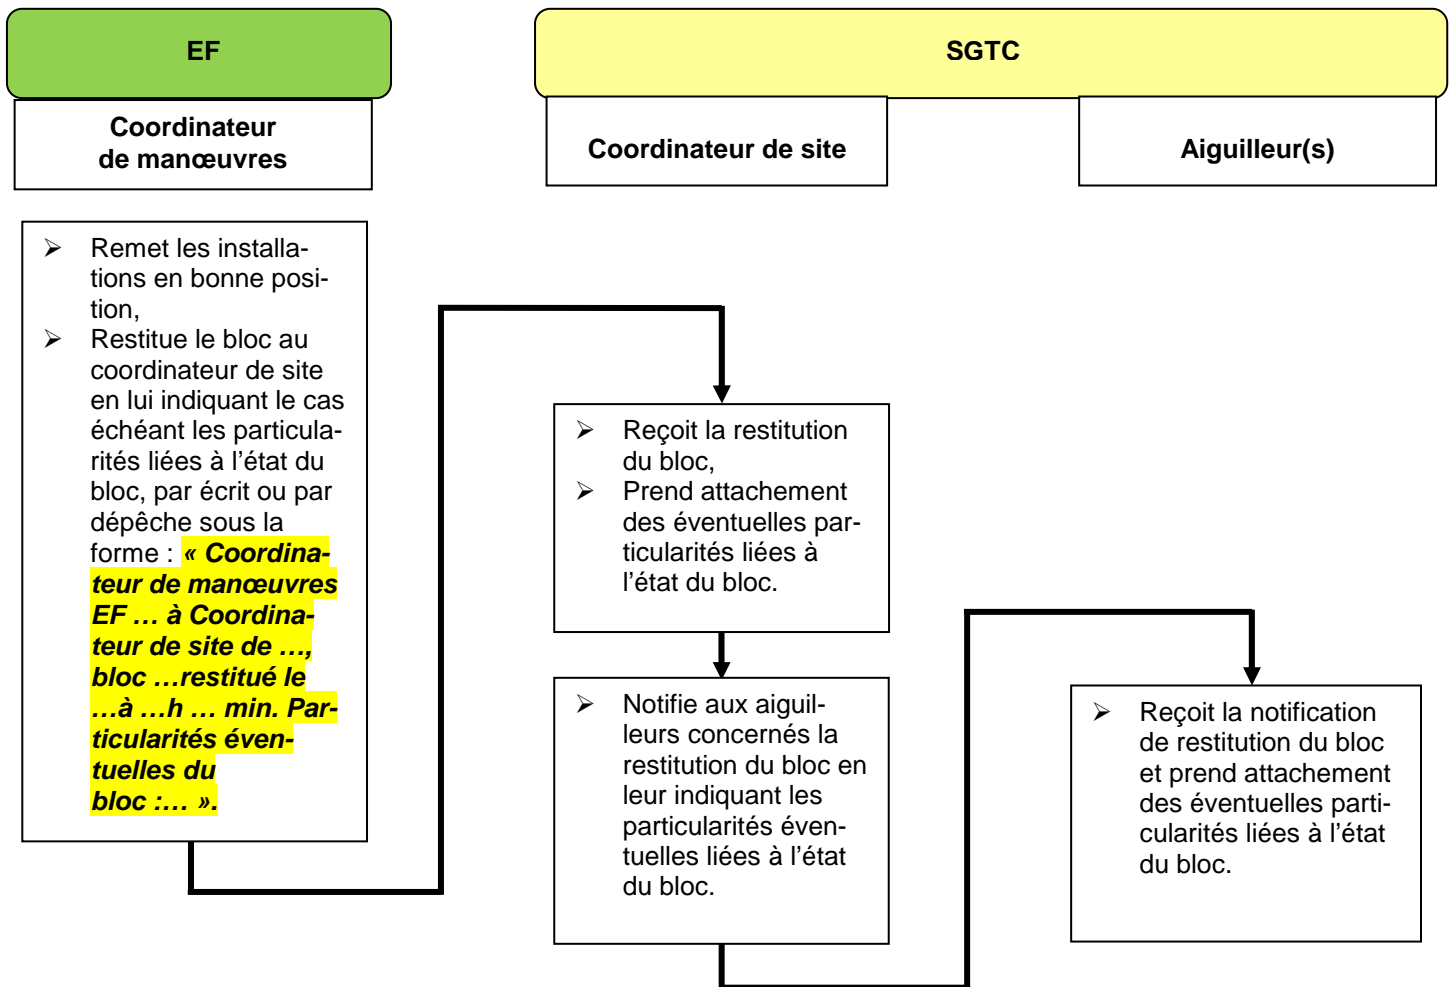 EF
SGTC
Coordinateur
de manœuvres
Coordinateur de site
Aiguilleur(s)
➢ Remet les installa-
tions en bonne posi-
tion,
➢ Restitue le bloc au
coordinateur de site
en lui indiquant le cas
échéant les particula-
rités liées à l’état du
bloc, par écrit ou par
dépêche sous la
forme : « Coordina-
teur de manœuvres
EF … à Coordina-
teur de site de …,
bloc …restitué le
…à …h … min. Par-
ticularités éven-
tuelles du
bloc :… ».
➢ Reçoit la restitution
du bloc,
➢ Prend attachement
des éventuelles par-
ticularités liées à
l’état du bloc.
➢ Notifie aux aiguil-
leurs concernés la
restitution du bloc en
leur indiquant les
particularités éven-
tuelles liées à l’état
du bloc.
➢ Reçoit la notification
de restitution du bloc
et prend attachement
des éventuelles parti-
cularités liées à l’état
du bloc.